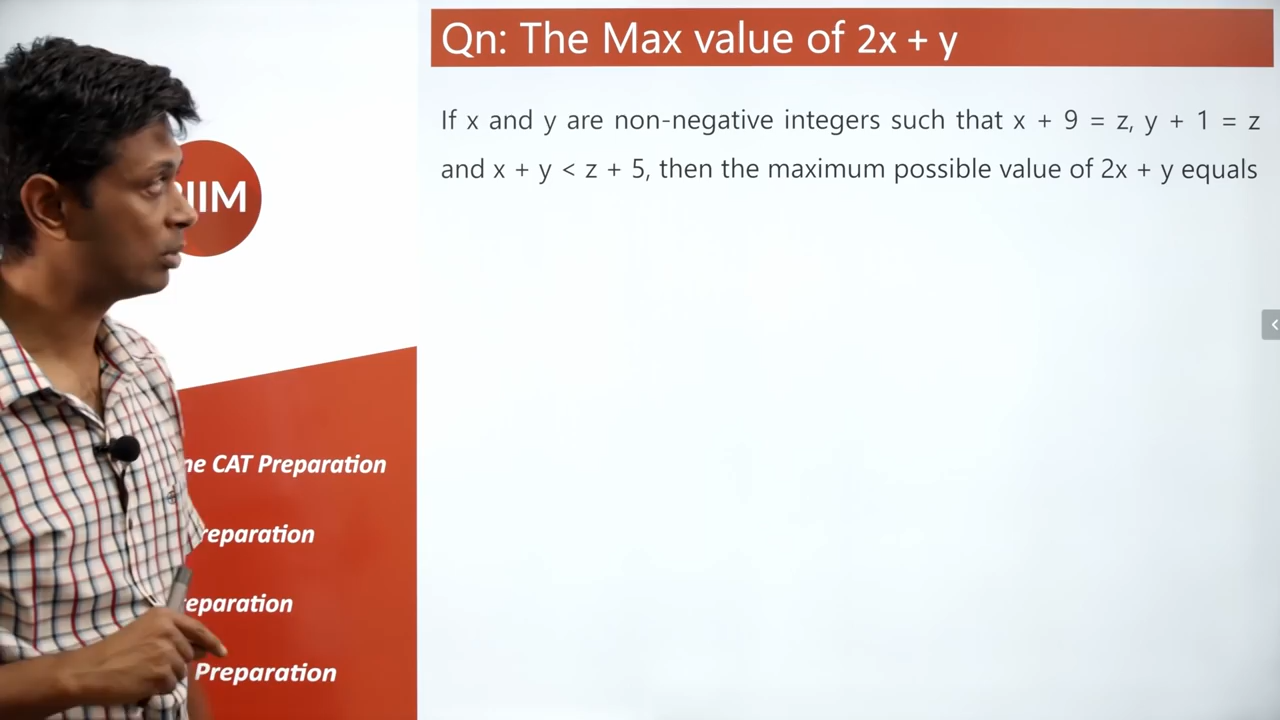 Qn: The Max value of 2x + y
If x and y are non-negative integers such that x + 9 = z, y + 1 = z
and x + y < z + 5, then the maximum possible value of 2x + y equals
IIM
ne CAT Preparation
reparation
eparation
Preparation